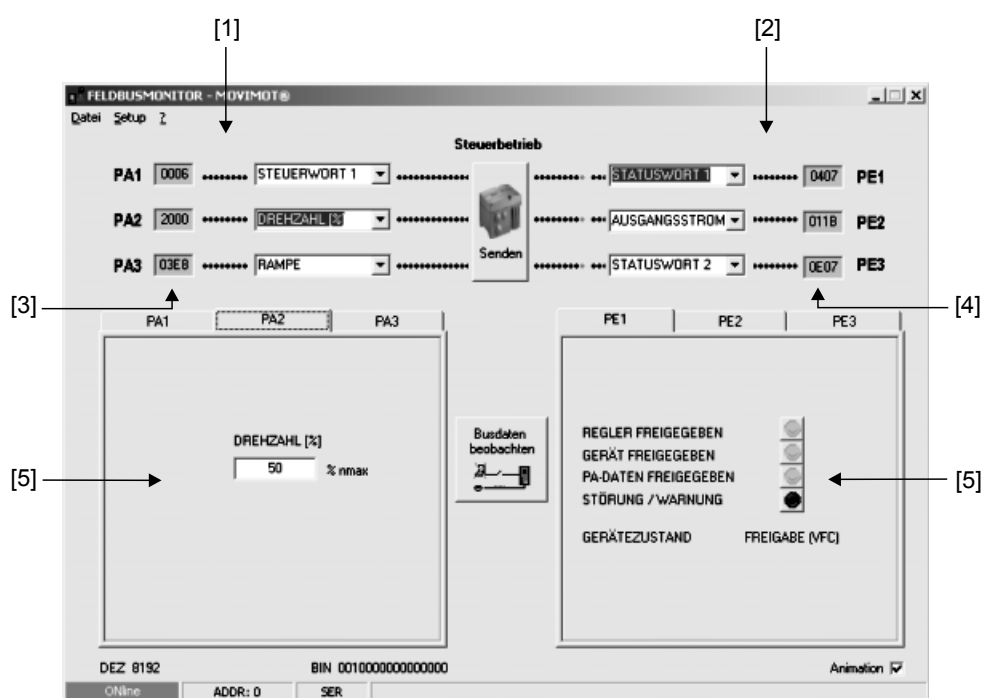 [1] [2]
FELDBUSMONITOR - MOVIMOT®
Datei Setup ?
Steuerbetrieb
PA1 0006 STEUERWORT 1 STATUSWORT 1 0407 PE1
PA2 2000 DREHZAHL [%] AUSGANGSSTROM 011B PE2
PA3 03E8 RAMPE Senden STATUSWORT 2 0E07 PE3
[3] [4]
PA1 PA2 PA3 PE1 PE2 PE3
DREHZAHL [%]
50 % nmax
Busdaten
beobachten
REGLER FREIGEGEBEN
GERÄT FREIGEGEBEN
PA-DATEN FREIGEGEBEN
STÖRUNG / WARNUNG
GERÄTEZUSTAND FREIGABE (VFC)
[5] [5]
DEZ 8192 BIN 0010000000000000 Animation
ONline ADDR: 0 SER